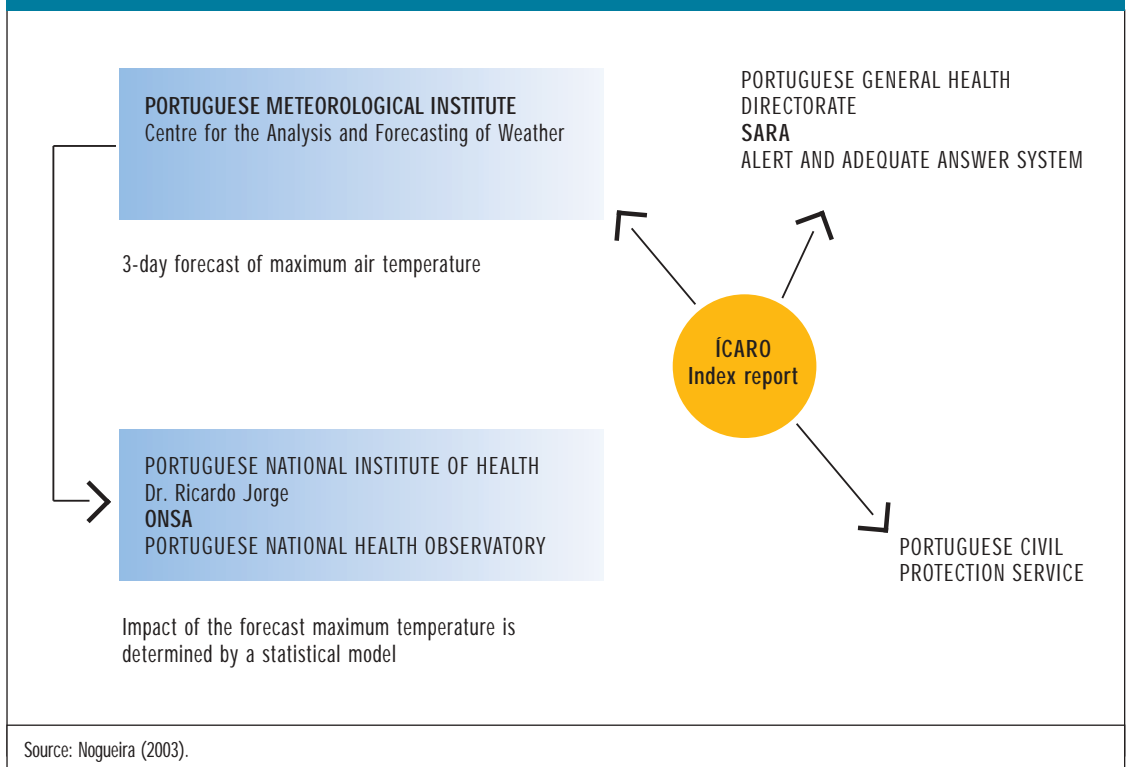 PORTUGUESE METEOROLOGICAL INSTITUTE
Centre for the Analysis and Forecasting of Weather
3-day forecast of maximum air temperature
PORTUGUESE GENERAL HEALTH
DIRECTORATE
SARA
ALERT AND ADEQUATE ANSWER SYSTEM
ÍCARO
Index report
PORTUGUESE NATIONAL INSTITUTE OF HEALTH
Dr. Ricardo Jorge
ONSA
PORTUGUESE NATIONAL HEALTH OBSERVATORY
Impact of the forecast maximum temperature is
determined by a statistical model
PORTUGUESE CIVIL
PROTECTION SERVICE
Source: Nogueira (2003).